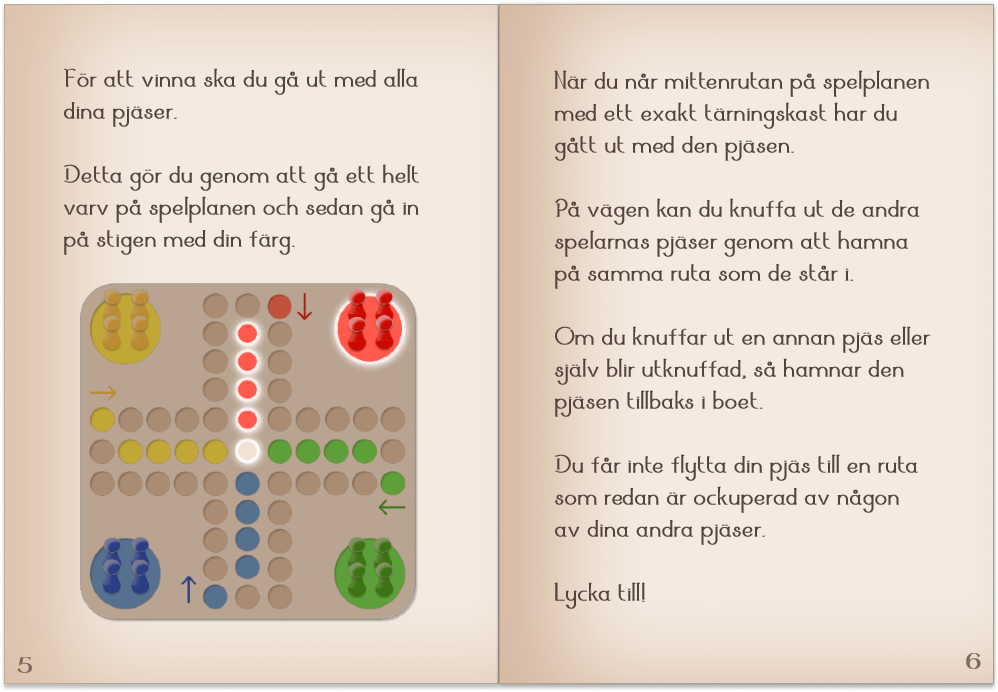 För att vinna ska du gå ut med alla
dina pjäser.
Detta gör du genom att gå ett helt
varv på spelplanen och sedan gå in
på stigen med din färg.
5
När du når mittenrutan på spelplanen
med ett exakt tärningskast har du
gått ut med den pjäsen.
På vägen kan du knuffa ut de andra
spelarnas pjäser genom att hamna
på samma ruta som de står i.
Om du knuffar ut en annan pjäs eller
själv blir utknuffad, så hamnar den
pjäsen tillbaks i boet.
Du får inte flytta din pjäs till en ruta
som redan är ockuperad av någon
av dina andra pjäser.
Lycka till!
6